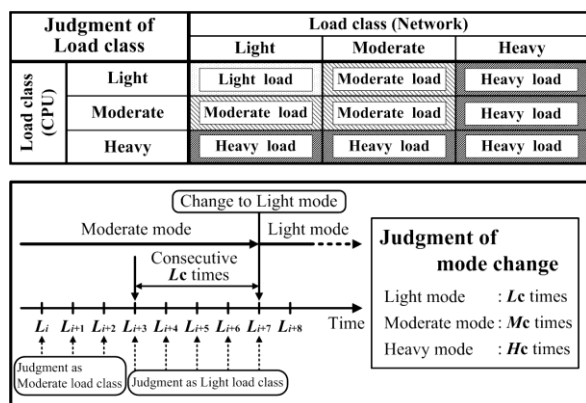 Judgment of
Load class
Load class (Network)
Light
Moderate
Heavy
Load class
(CPU)
Light
Light load
Moderate load
Heavy load
Moderate
Moderate load
Moderate load
Heavy load
Heavy
Heavy load
Heavy load
Heavy load
Change to Light mode
Moderate mode
Light mode
Consecutive
Lc times
Li Li+1 Li+2 Li+3 Li+4 Li+5 Li+6 Li+7 Li+8
Time
Judgment as
Moderate load class
Judgment as Light load class
Judgment of
mode change
Light mode : Lc times
Moderate mode : Mc times
Heavy mode : Hc times